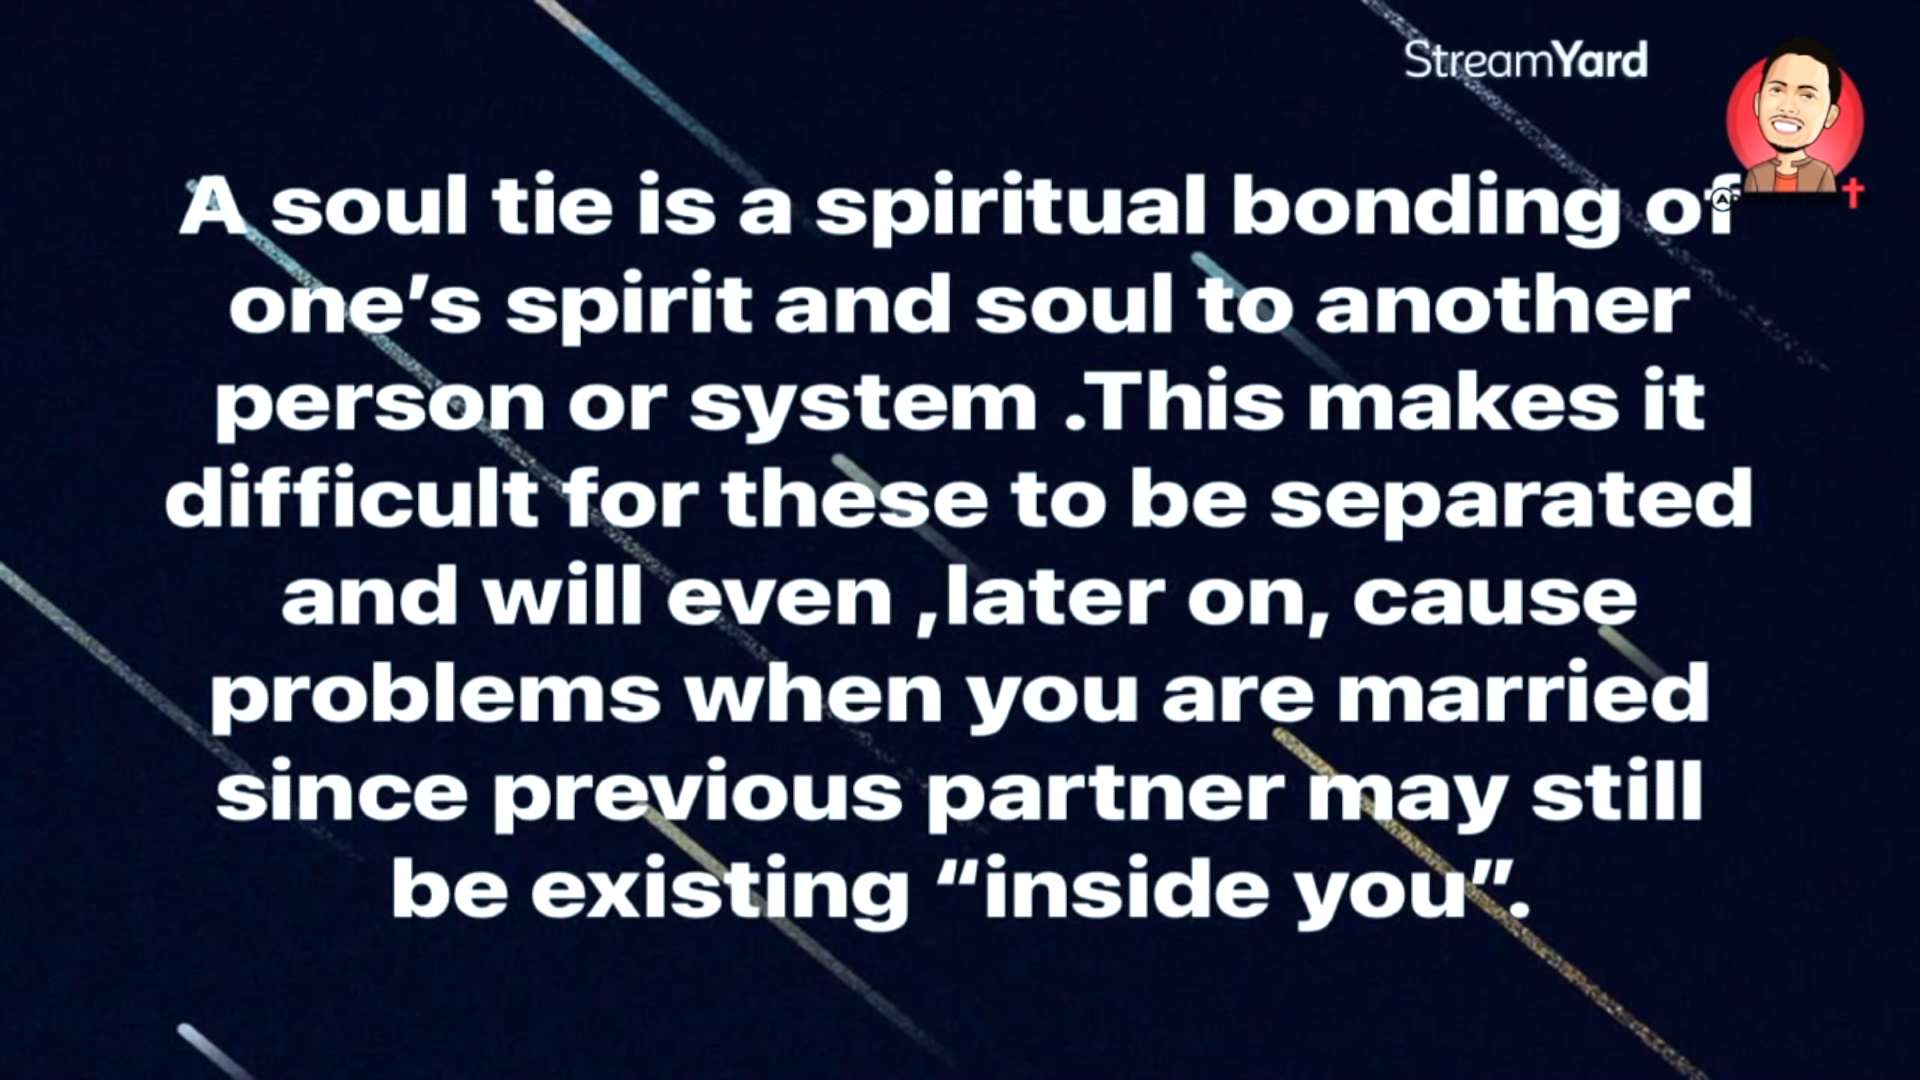 StreamYard
A soul tie is a spiritual bonding of
one’s spirit and soul to another
person or system .This makes it
difficult for these to be separated
and will even ,later on, cause
problems when you are married
since previous partner may still
be existing “inside you”.